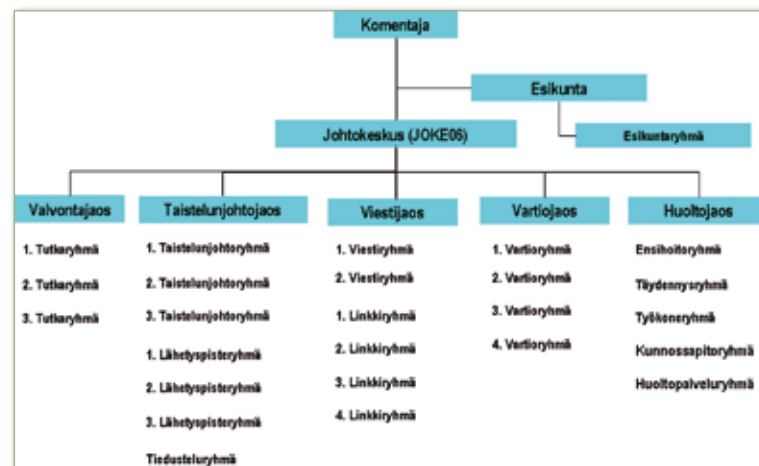 Komentaja
Esikunta
Johtokeskus (JOKE06)
Esikuntaryhmä
Valvontajaos
1. Tutkaryhmä
2. Tutkaryhmä
3. Tutkaryhmä
Taistelunjohtojaos
1. Taistelunjohtoryhmä
2. Taistelunjohtoryhmä
3. Taistelunjohtoryhmä
1. Lähetyspisteryhmä
2. Lähetyspisteryhmä
3. Lähetyspisteryhmä
Tiedusteluryhmä
Viestijaos
1. Viestiryhmä
2. Viestiryhmä
1. Linkkiryhmä
2. Linkkiryhmä
3. Linkkiryhmä
4. Linkkiryhmä
Vartiojaos
1. Vartioryhmä
2. Vartioryhmä
3. Vartioryhmä
4. Vartioryhmä
Huoltojaos
Ensihoitoryhmä
Täydennysryhmä
Työkoneryhmä
Kunnossapitoryhmä
Huoltopalveluryhmä